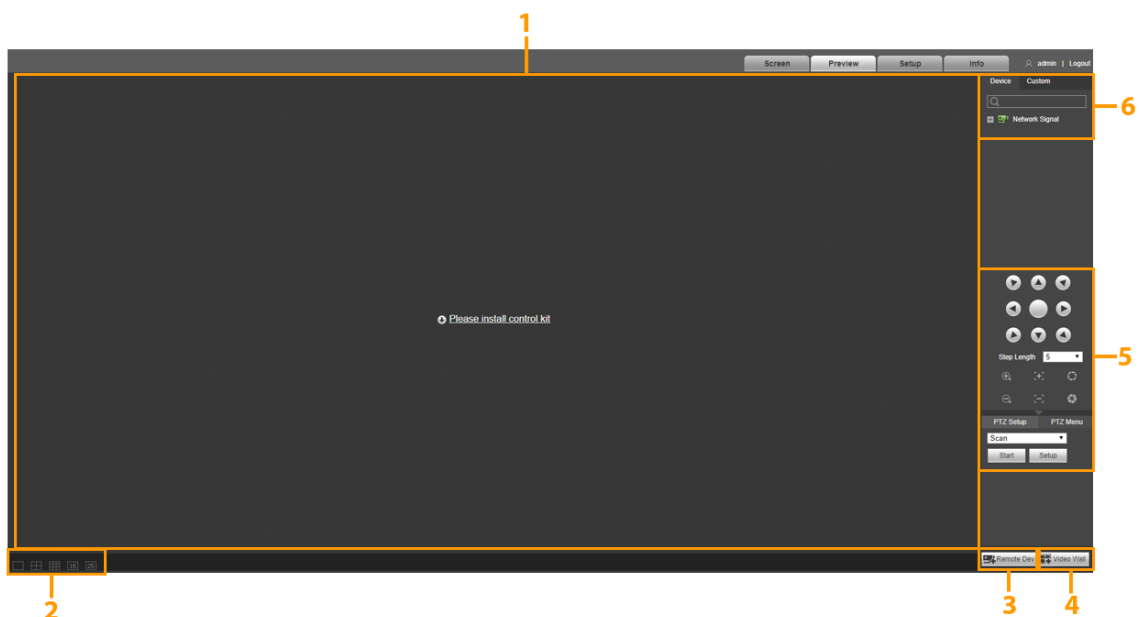 1
Screen Preview Setup Info admin | Logout
Device Custom
6
Network Signal
Please install control kit
Step Length 5
5
PTZ Setup PTZ Menu
Scan
Start Setup
Remote Dev Video Wall
16 25
2
3
4